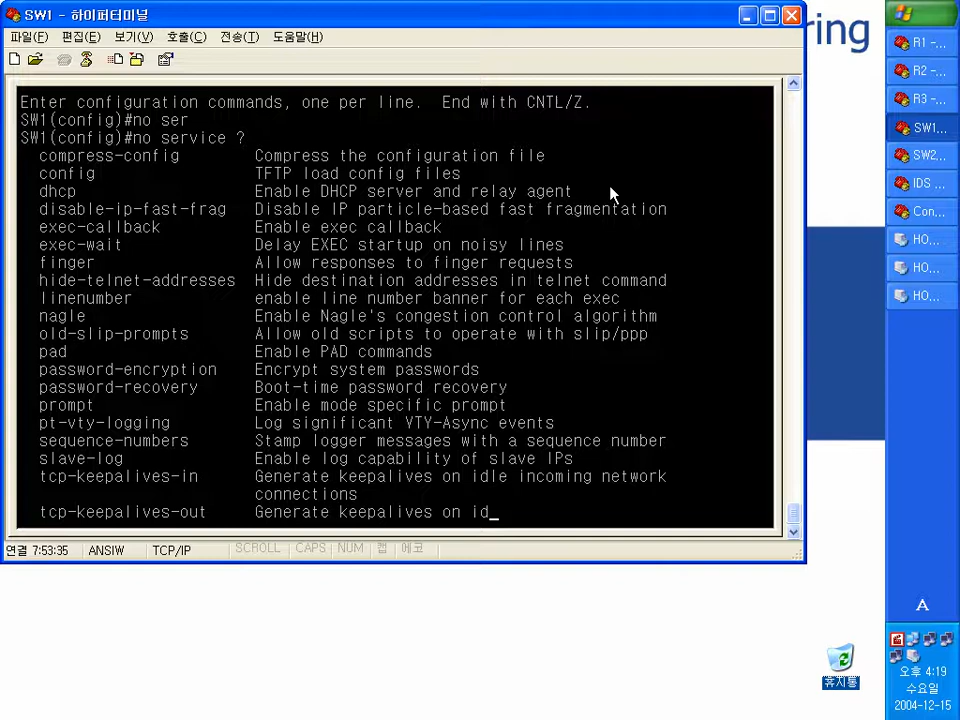 SW1 - 하이퍼터미널
파일(F) 편집(E) 보기(V) 호출(C) 전송(T) 도움말(H)
Enter configuration commands, one per line.  End with CNTL/Z.
SW1(config)#no ser
SW1(config)#no service ?
compress-config Compress the configuration file
config TFTP load config files
dhcp Enable DHCP server and relay agent
disable-ip-fast-frag Disable IP particle-based fast fragmentation
exec-callback Enable exec callback
exec-wait Delay EXEC startup on noisy lines
finger Allow responses to finger requests
hide-telnet-addresses Hide destination addresses in telnet command
linenumber enable line number banner for each exec
nagle Enable Nagle's congestion control algorithm
old-slip-prompts Allow old scripts to operate with slip/ppp
pad Enable PAD commands
password-encryption Encrypt system passwords
password-recovery Boot-time password recovery
prompt Enable mode specific prompt
pt-vty-logging Log significant VTY-Async events
sequence-numbers Stamp logger messages with a sequence number
slave-log Enable log capability of slave IPs
tcp-keepalives-in Generate keepalives on idle incoming network
connections
tcp-keepalives-out Generate keepalives on id_
연결 7:53:35 ANSIW TCP/IP SCROLL CAPS NUM 캡 에코
ring
R1 -...
R2 -...
R3 -...
SW1...
SW2...
IDS ...
Con...
HO...
HO...
HO...
A
휴지통
오후 4:19
수요일
2004-12-15